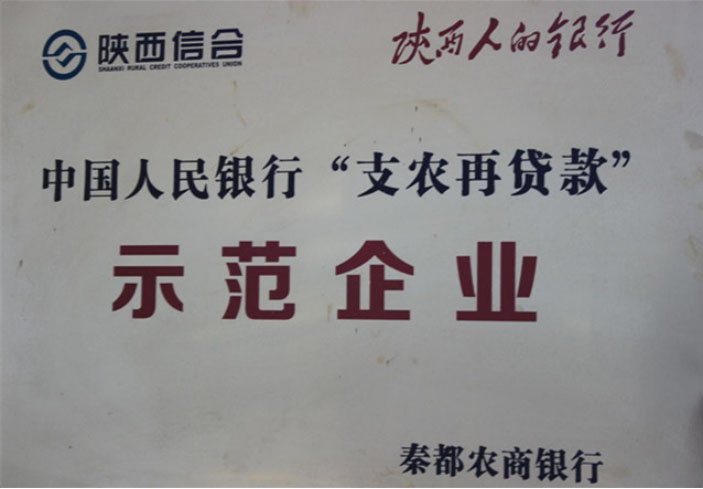 陕西信合
SHAANXI RURAL CREDIT COOPERATIVES UNION
陕西人的银行
中国人民银行“支农再贷款”
示范企业
秦都农商银行